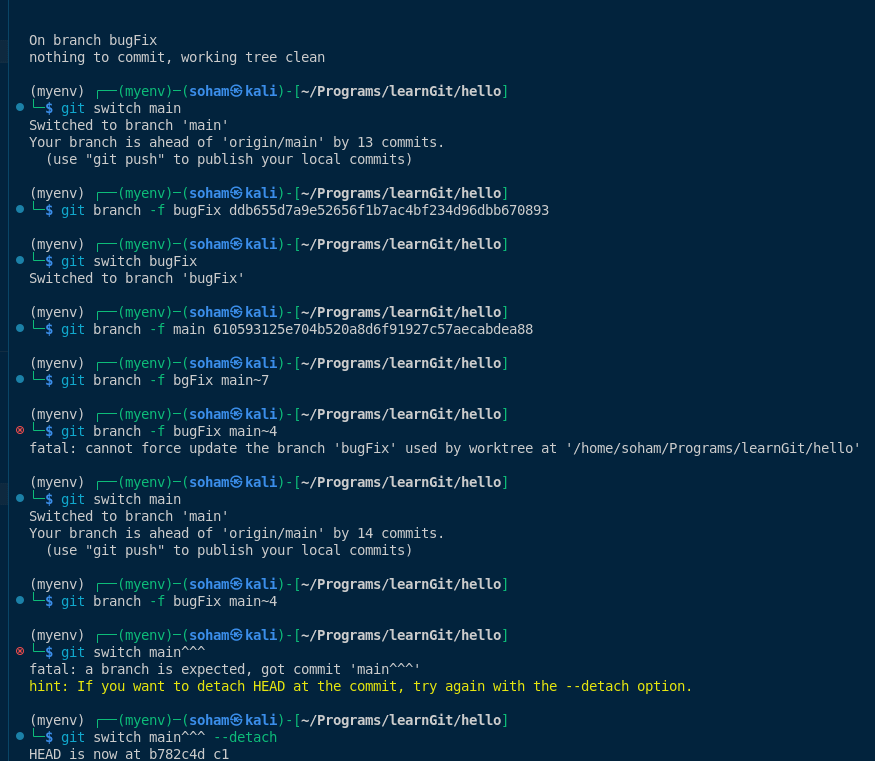 On branch bugFix
nothing to commit, working tree clean
(myenv) ┌──(myenv)─(soham㉿kali)-[~/Programs/learnGit/hello]
└─$ git switch main
Switched to branch 'main'
Your branch is ahead of 'origin/main' by 13 commits.
(use "git push" to publish your local commits)
(myenv) ┌──(myenv)─(soham㉿kali)-[~/Programs/learnGit/hello]
└─$ git branch -f bugFix ddb655d7a9e52656f1b7ac4bf234d96dbb670893
(myenv) ┌──(myenv)─(soham㉿kali)-[~/Programs/learnGit/hello]
└─$ git switch bugFix
Switched to branch 'bugFix'
(myenv) ┌──(myenv)─(soham㉿kali)-[~/Programs/learnGit/hello]
└─$ git branch -f main 610593125e704b520a8d6f91927c57aecabdea88
(myenv) ┌──(myenv)─(soham㉿kali)-[~/Programs/learnGit/hello]
└─$ git branch -f bgFix main~7
(myenv) ┌──(myenv)─(soham㉿kali)-[~/Programs/learnGit/hello]
└─$ git branch -f bugFix main~4
fatal: cannot force update the branch 'bugFix' used by worktree at '/home/soham/Programs/learnGit/hello'
(myenv) ┌──(myenv)─(soham㉿kali)-[~/Programs/learnGit/hello]
└─$ git switch main
Switched to branch 'main'
Your branch is ahead of 'origin/main' by 14 commits.
(use "git push" to publish your local commits)
(myenv) ┌──(myenv)─(soham㉿kali)-[~/Programs/learnGit/hello]
└─$ git branch -f bugFix main~4
(myenv) ┌──(myenv)─(soham㉿kali)-[~/Programs/learnGit/hello]
└─$ git switch main^^^
fatal: a branch is expected, got commit 'main^^^'
hint: If you want to detach HEAD at the commit, try again with the --detach option.
(myenv) ┌──(myenv)─(soham㉿kali)-[~/Programs/learnGit/hello]
└─$ git switch main^^^ --detach
HEAD is now at b782c4d c1